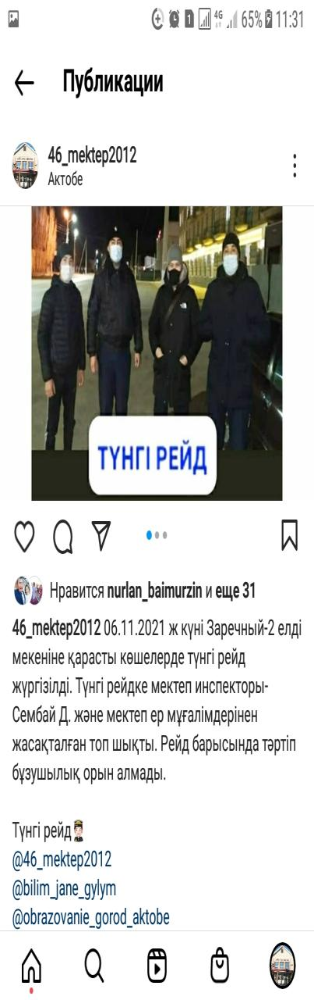 4G 65% 11:31
Публикации
46_mektep2012
Актобе
ТҮНГІ РЕЙД
Нравится nurlan_baimurzin и еще 31
46_mektep2012 06.11.2021 ж күні Заречный-2 елді
мекеніне қарасты көшелерде түнгі рейд
жүргізілді. Түнгі рейдке мектеп инспекторы-
Сембай Д. және мектеп ер мұғалімдерінен
жасақталған топ шықты. Рейд барысында тәртіп
бұзушылық орын алмады.
Түнгі рейд
@46_mektep2012
@bilim_jane_gylym
@obrazovanie_gorod_aktobe